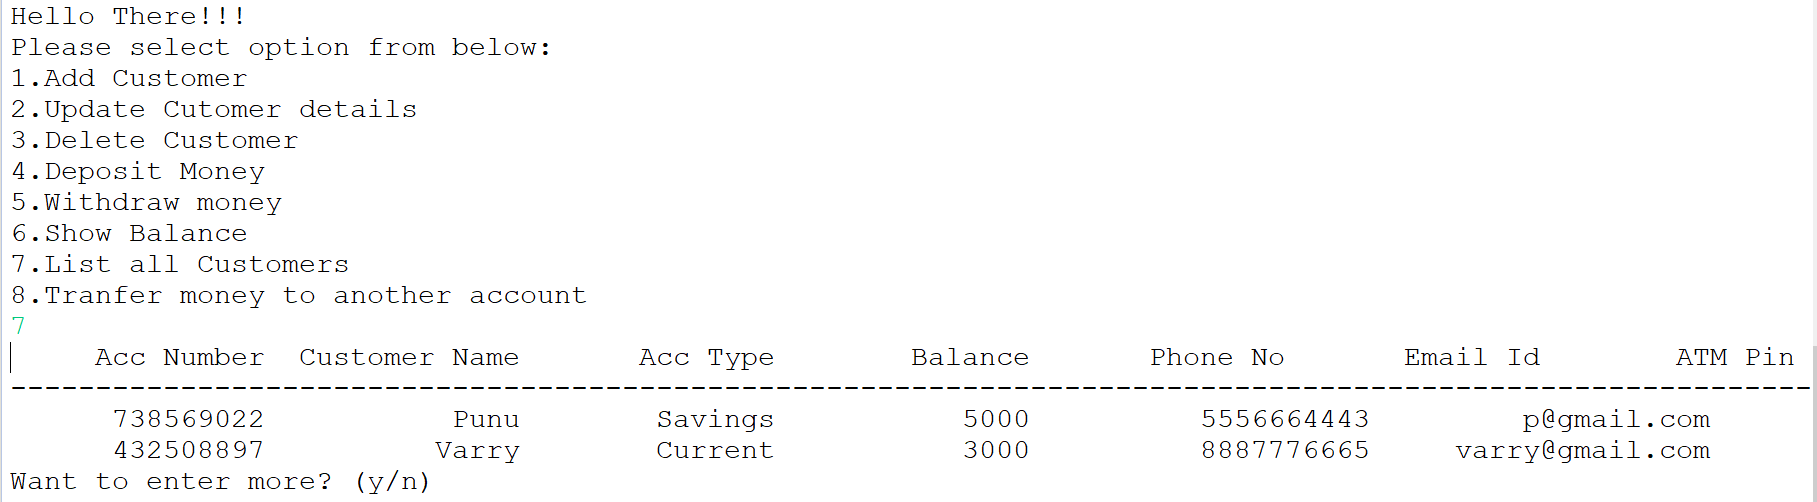 Hello There!!!
Please select option from below:
1.Add Customer
2.Update Cutomer details
3.Delete Customer
4.Deposit Money
5.Withdraw money
6.Show Balance
7.List all Customers
8.Tranfer money to another account
7
Acc Number Customer Name Acc Type Balance Phone No Email Id ATM Pin
----------------------------------------------------------------------------------------------------------
738569022 Punu Savings 5000 5556664443 p@gmail.com
432508897 Varry Current 3000 8887776665 varry@gmail.com
Want to enter more? (y/n)